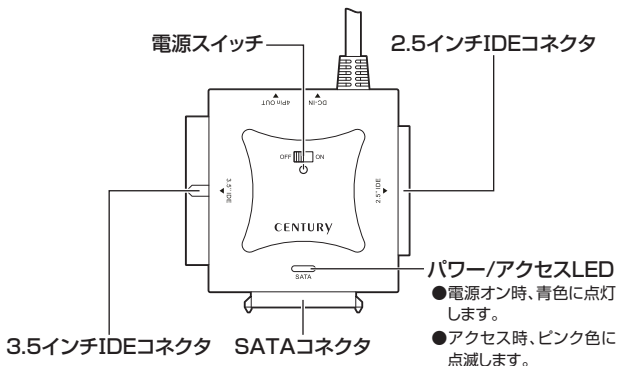 電源スイッチ
2.5インチIDEコネクタ
4Pin OUT
DC-IN
OFF
ON
3.5" IDE
2.5" IDE
CENTURY
SATA
パワー/アクセスLED
●電源オン時、青色に点灯
します。
●アクセス時、ピンク色に
点滅します。
3.5インチIDEコネクタ
SATAコネクタ